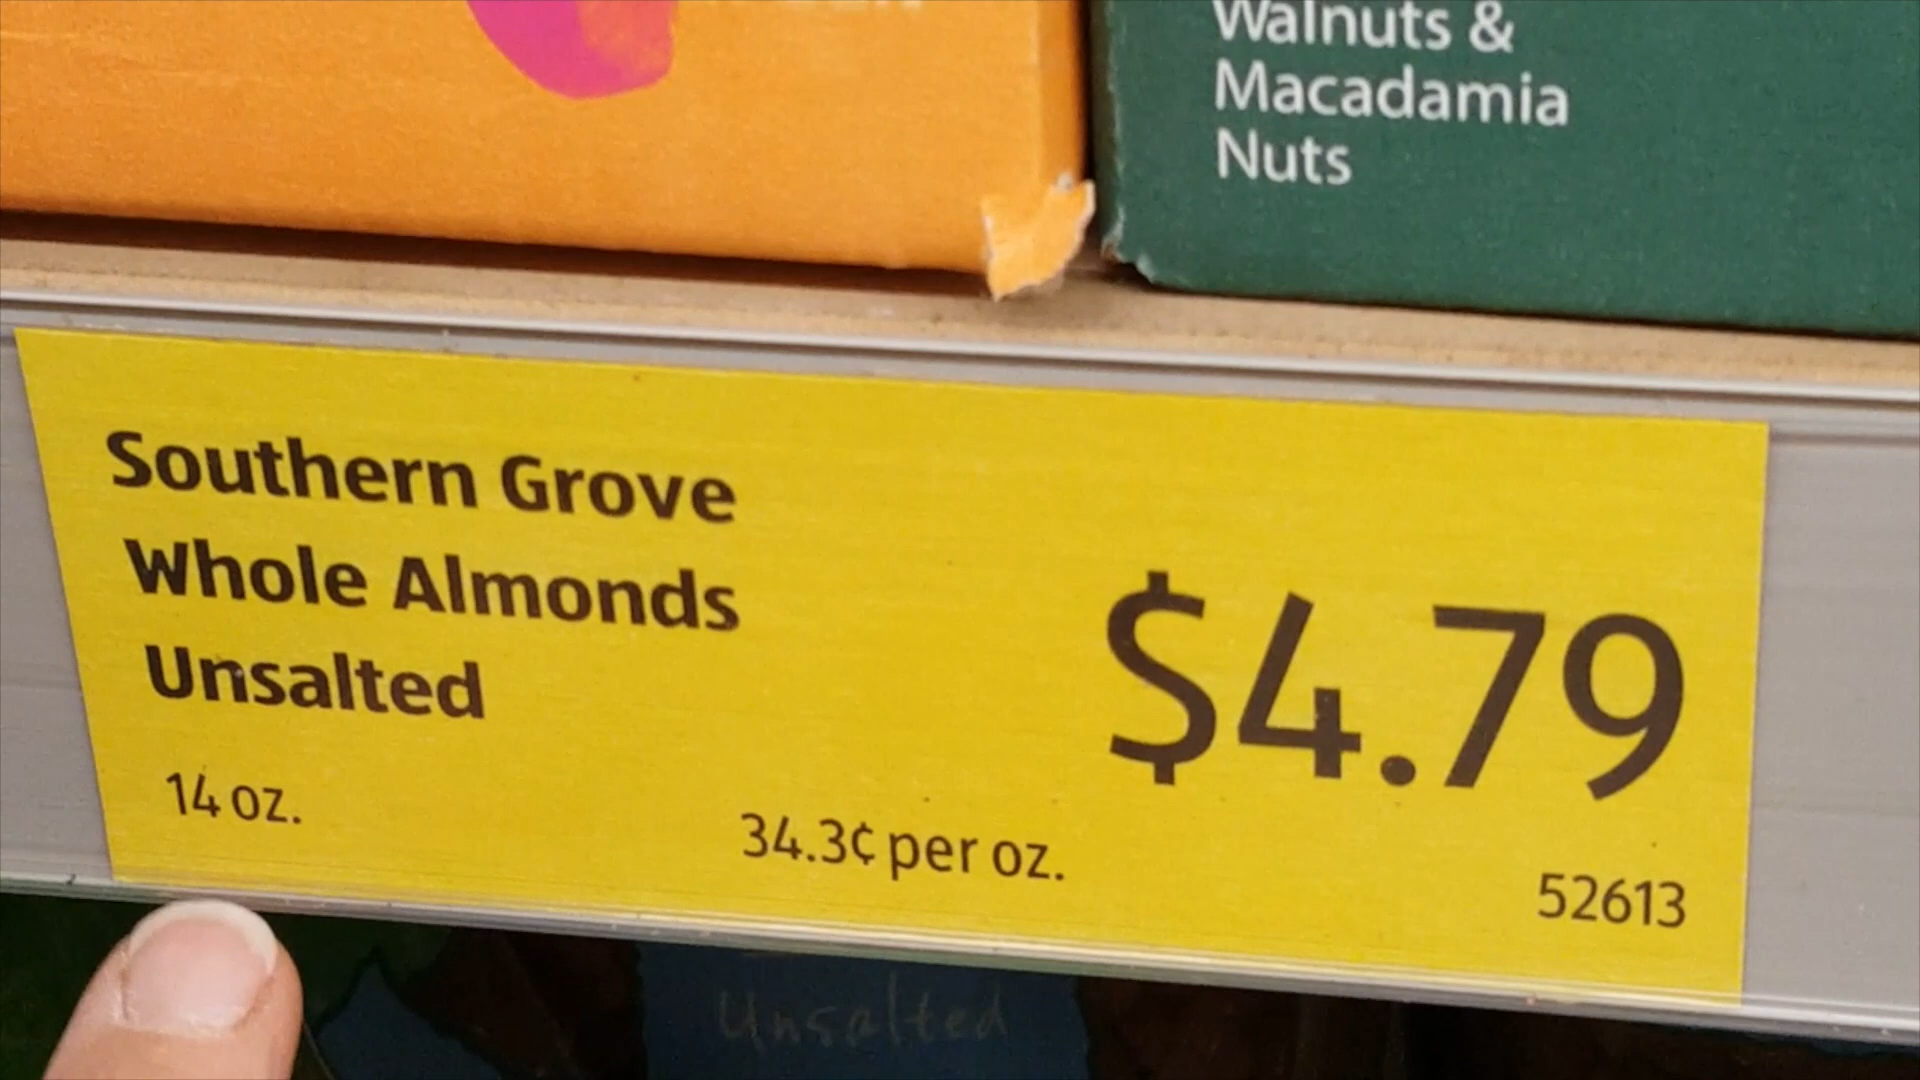 Walnuts &
Macadamia
Nuts
Southern Grove
Whole Almonds
Unsalted
$4.79
14 oz.
34.3¢ per oz.
52613
Unsalted